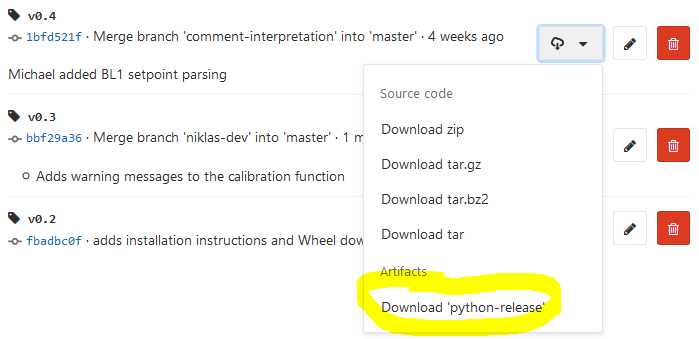 v0.4
1bfd521f · Merge branch 'comment-interpretation' into 'master' · 4 weeks ago
Michael added BL1 setpoint parsing
v0.3
bbf29a36 · Merge branch 'niklas-dev' into 'master' · 1 m
Adds warning messages to the calibration function
v0.2
fbadbc0f · adds installation instructions and Wheel dow
Source code
Download zip
Download tar.gz
Download tar.bz2
Download tar
Artifacts
Download 'python-release'